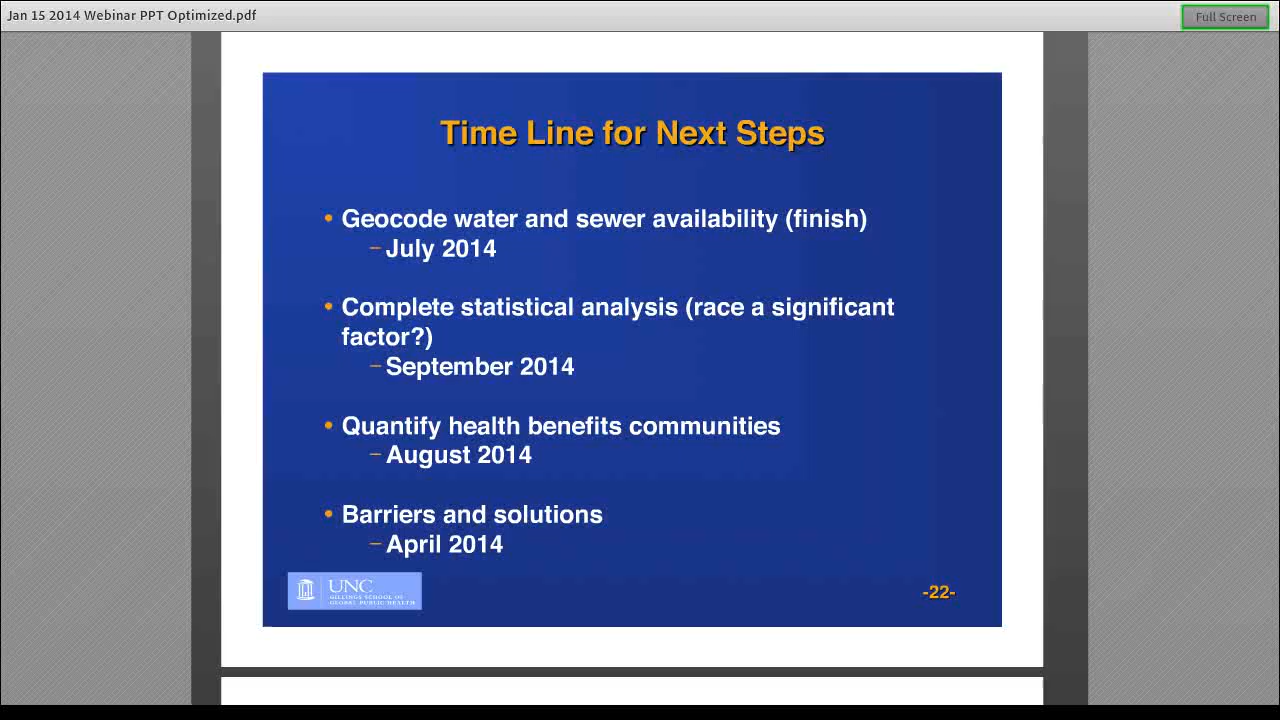 Jan 15 2014 Webinar PPT Optimized.pdf
Full Screen
Time Line for Next Steps
• Geocode water and sewer availability (finish)
– July 2014
• Complete statistical analysis (race a significant
factor?)
– September 2014
• Quantify health benefits communities
– August 2014
• Barriers and solutions
– April 2014
UNC
GILLINGS SCHOOL OF
GLOBAL PUBLIC HEALTH
-22-